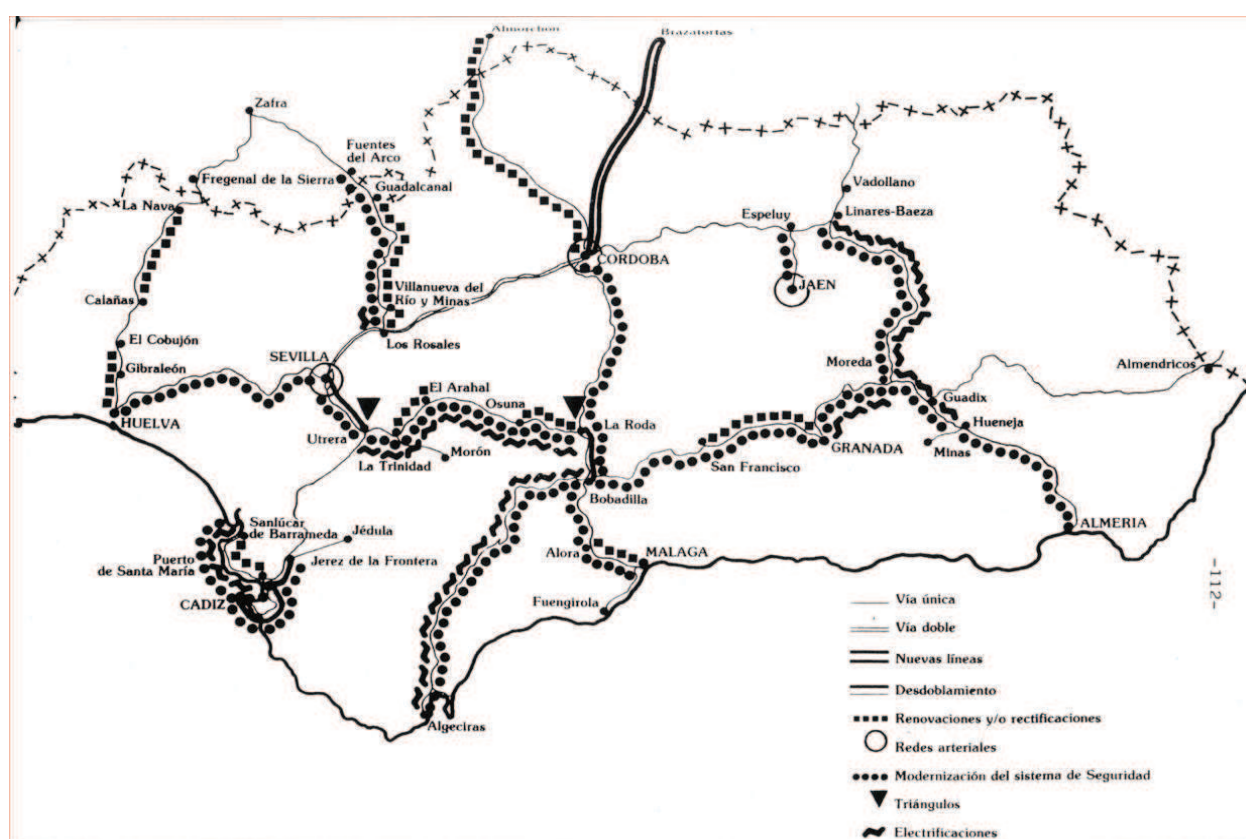 Almorchon
Brazatortas
Zafra
Fuentes
del Arco
Fregenal de la Sierra
Guadalcanal
La Nava
Vadollano
Espeluy
Linares-Baeza
CORDOBA
JAEN
Villanueva del
Río y Minas
Calañas
El Cobujón
Los Rosales
SEVILLA
Gibraleón
Moreda
Almendricos
El Arahal
Osuna
Guadix
HUELVA
La Roda
Hueneja
Utrera
GRANADA
Minas
La Trinidad
Morón
San Francisco
Bobadilla
Sanlúcar
de Barrameda
Jédula
ALMERIA
Puerto
de Santa María
Jerez de la Frontera
Alora
MALAGA
CADIZ
Fuengirola
Algeciras
-112-
Vía única
Vía doble
Nuevas líneas
Desdoblamiento
Renovaciones y/o rectificaciones
Redes arteriales
Modernización del sistema de Seguridad
Triángulos
Electrificaciones